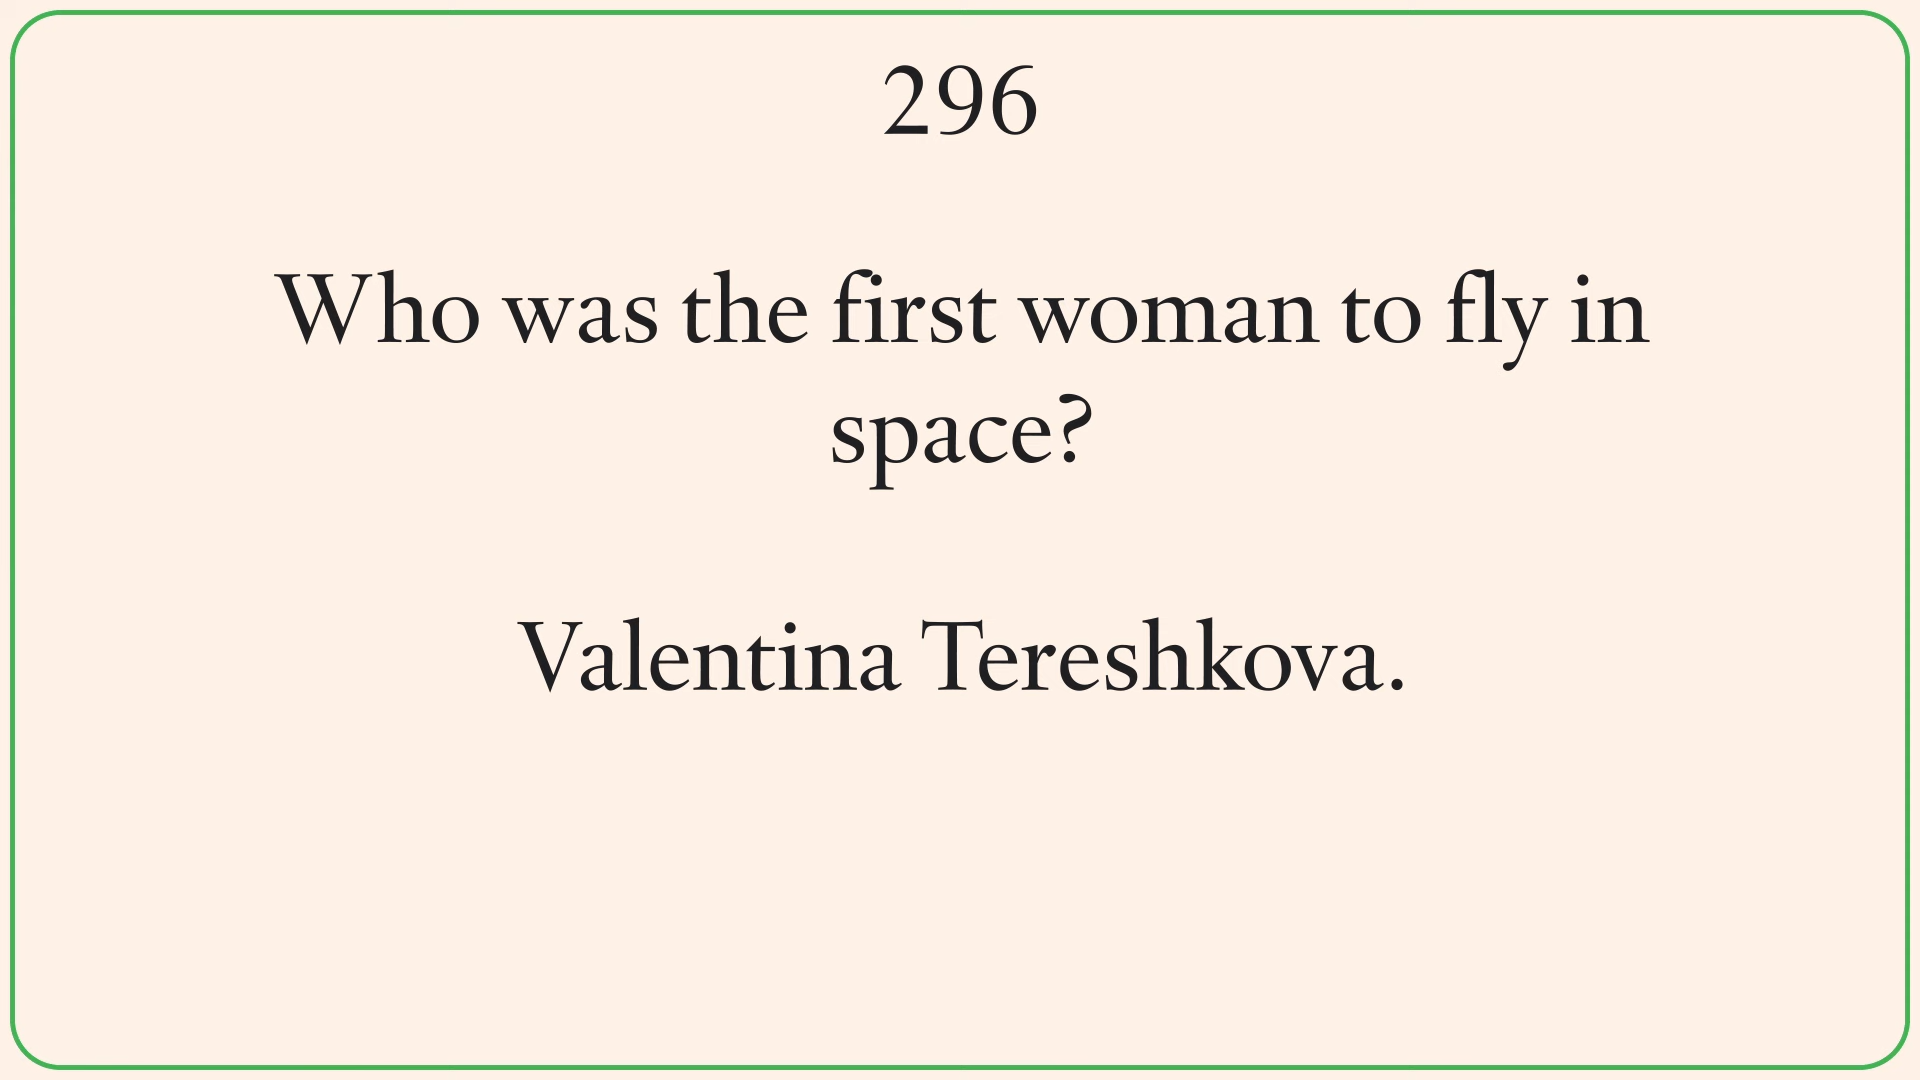 296
Who was the first woman to fly in
space?
Valentina Tereshkova.